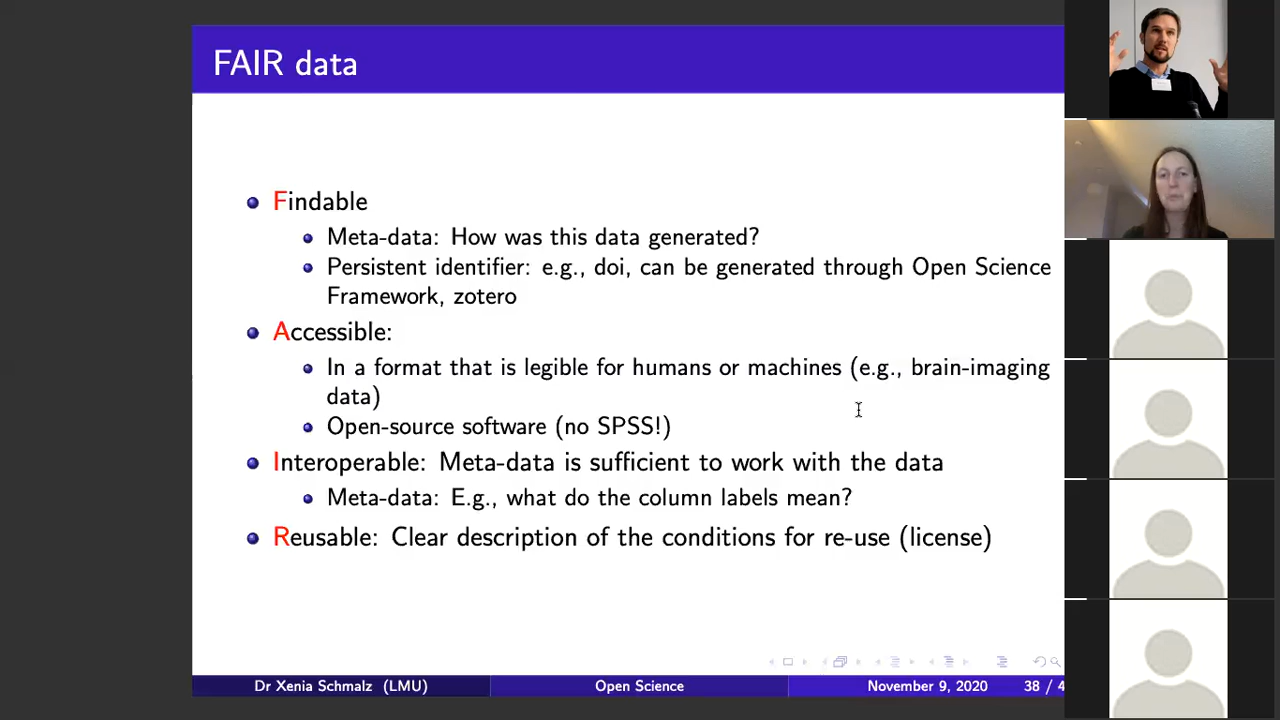 FAIR data
Findable
Meta-data: How was this data generated?
Persistent identifier: e.g., doi, can be generated through Open Science
Framework, zotero
Accessible:
In a format that is legible for humans or machines (e.g., brain-imaging
data)
Open-source software (no SPSS!)
Interoperable: Meta-data is sufficient to work with the data
Meta-data: E.g., what do the column labels mean?
Reusable: Clear description of the conditions for re-use (license)
Dr Xenia Schmalz (LMU)
Open Science
November 9, 2020
38 / 4